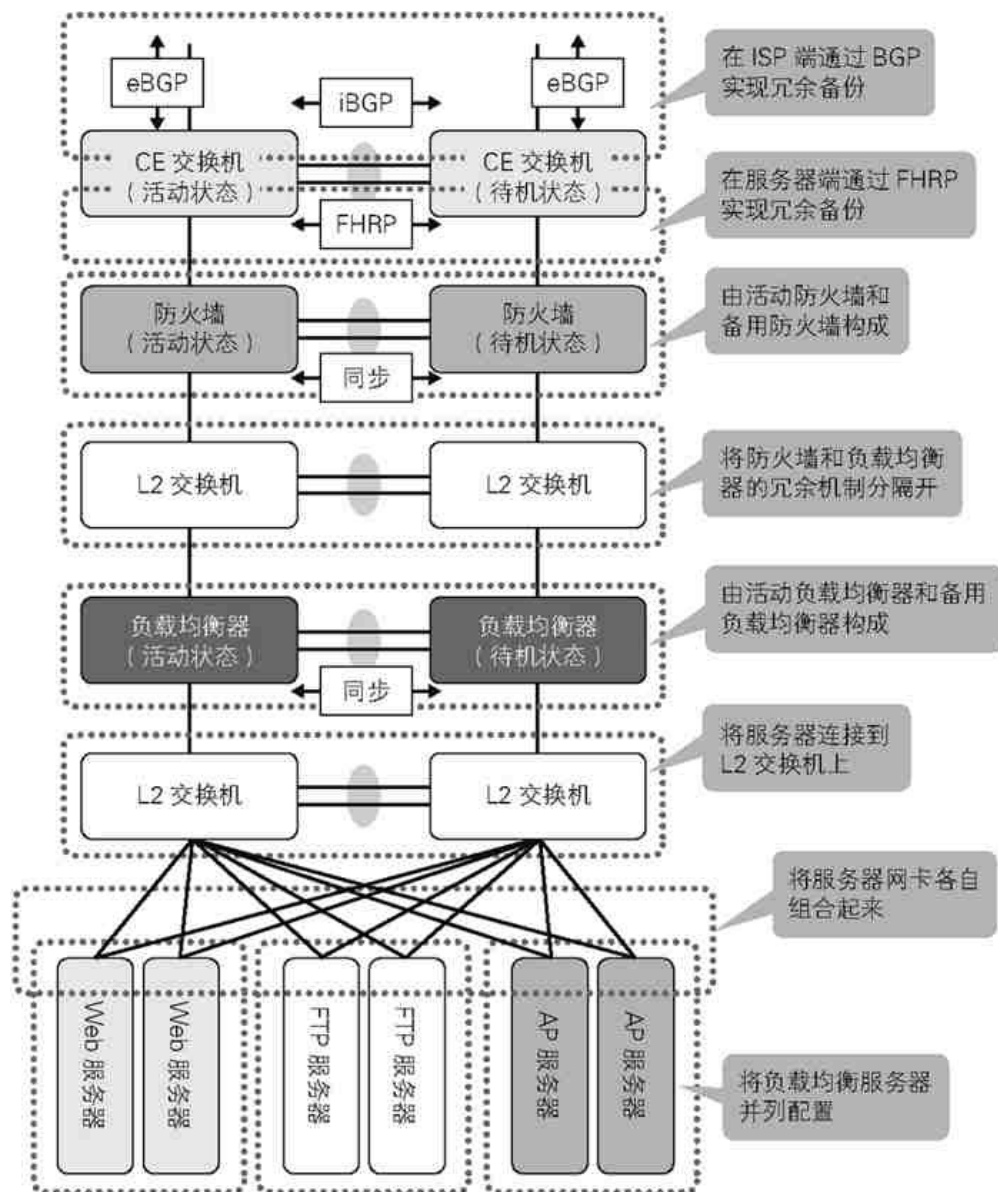 eBGP
iBGP
eBGP
在 ISP 端通过 BGP
实现冗余备份
CE 交换机
（活动状态）
CE 交换机
（待机状态）
FHRP
在服务器端通过 FHRP
实现冗余备份
防火墙
（活动状态）
防火墙
（待机状态）
同步
由活动防火墙和
备用防火墙构成
L2 交换机
L2 交换机
将防火墙和负载均衡
器的冗余机制分隔开
负载均衡器
（活动状态）
负载均衡器
（待机状态）
同步
由活动负载均衡器和备用
负载均衡器构成
L2 交换机
L2 交换机
将服务器连接到
L2 交换机上
将服务器网卡各自
组合起来
Web 服务器
Web 服务器
FTP 服务器
FTP 服务器
AP 服务器
AP 服务器
将负载均衡服务器
并列配置